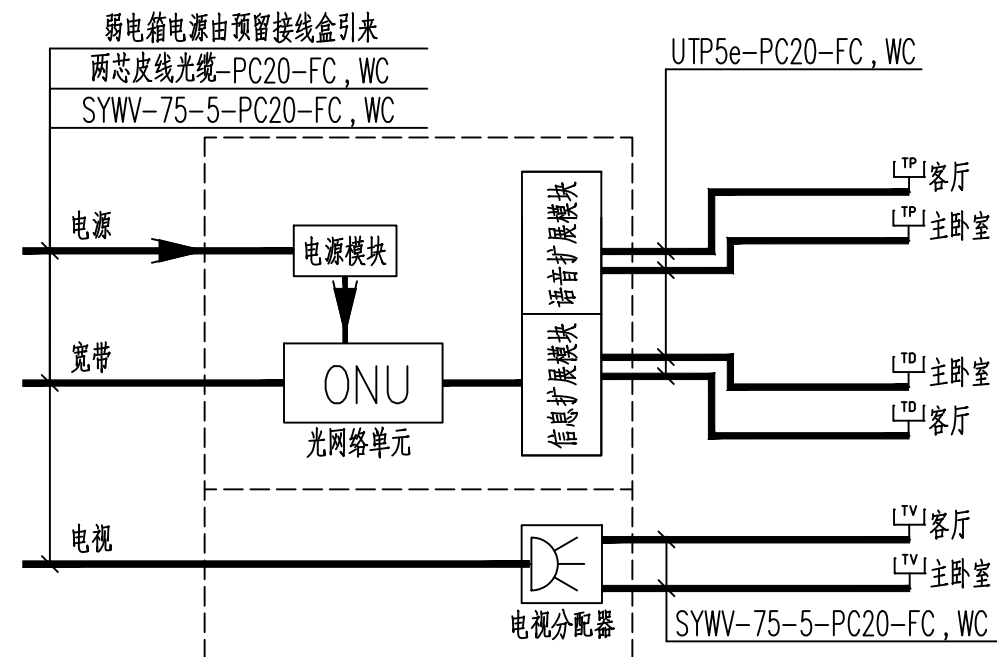 弱电箱电源由预留接线盒引来
两芯皮线光缆-PC20-FC,WC
SYWV-75-5-PC20-FC,WC
UTP5e-PC20-FC,WC
TP 客厅
TP 主卧室
电源
电源模块
语音扩展模块
宽带
ONU
光网络单元
信息扩展模块
TD 主卧室
TD 客厅
电视
电视分配器
TV 客厅
TV 主卧室
SYWV-75-5-PC20-FC,WC